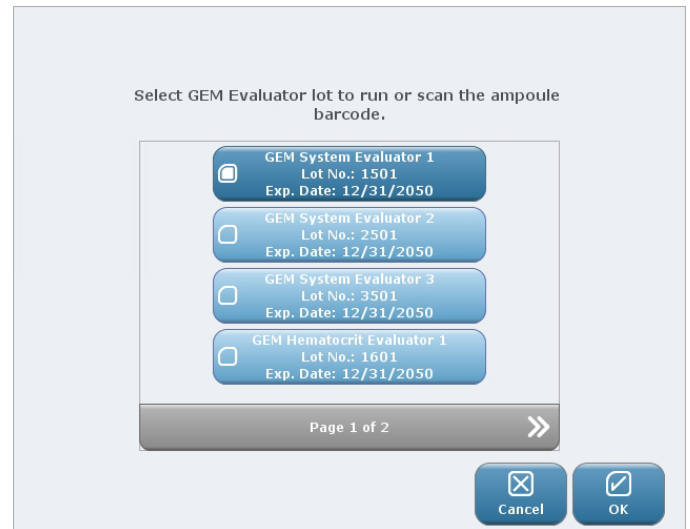 Select GEM Evaluator lot to run or scan the ampoule
barcode.
GEM System Evaluator 1
Lot No.: 1501
Exp. Date: 12/31/2050
GEM System Evaluator 2
Lot No.: 2501
Exp. Date: 12/31/2050
GEM System Evaluator 3
Lot No.: 3501
Exp. Date: 12/31/2050
GEM Hematocrit Evaluator 1
Lot No.: 1601
Exp. Date: 12/31/2050
Page 1 of 2
Cancel
OK